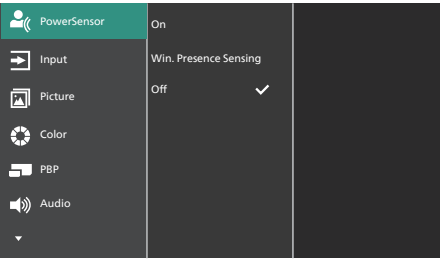 PowerSensor
Input
Picture
Color
PBP
Audio
On
Win. Presence Sensing
Off